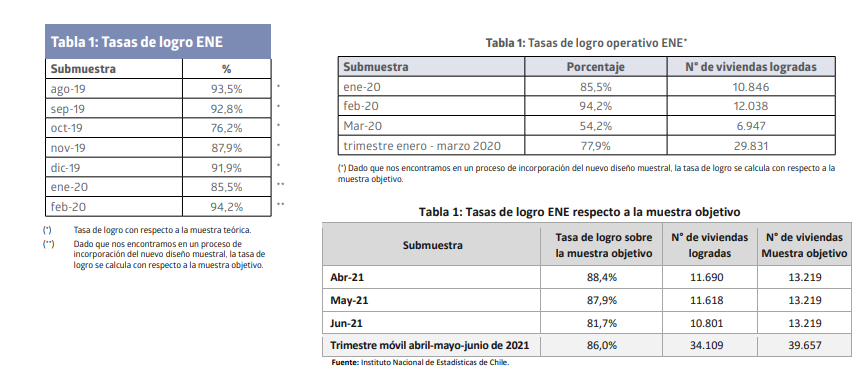 Tabla 1: Tasas de logro ENE
Submuestra %
ago-19 93,5% *
sep-19 92,8% *
oct-19 76,2% *
nov-19 87,9% *
dic-19 91,9% *
ene-20 85,5% **
feb-20 94,2% **
(*) Tasa de logro con respecto a la muestra teórica.
(**) Dado que nos encontramos en un proceso de
incorporación del nuevo diseño muestral, la tasa de
logro se calcula con respecto a la muestra objetivo.
Tabla 1: Tasas de logro operativo ENE*
Submuestra Porcentaje N° de viviendas logradas
ene-20 85,5% 10.846
feb-20 94,2% 12.038
Mar-20 54,2% 6.947
trimestre enero - marzo 2020 77,9% 29.831
(*) Dado que nos encontramos en un proceso de incorporación del nuevo diseño muestral, la tasa de logro se calcula con respecto a la
muestra objetivo.
Tabla 1: Tasas de logro ENE respecto a la muestra objetivo
Submuestra Tasa de logro sobre la muestra objetivo N° de viviendas logradas N° de viviendas Muestra objetivo
Abr-21 88,4% 11.690 13.219
May-21 87,9% 11.618 13.219
Jun-21 81,7% 10.801 13.219
Trimestre móvil abril-mayo-junio de 2021 86,0% 34.109 39.657
Fuente: Instituto Nacional de Estadísticas de Chile.